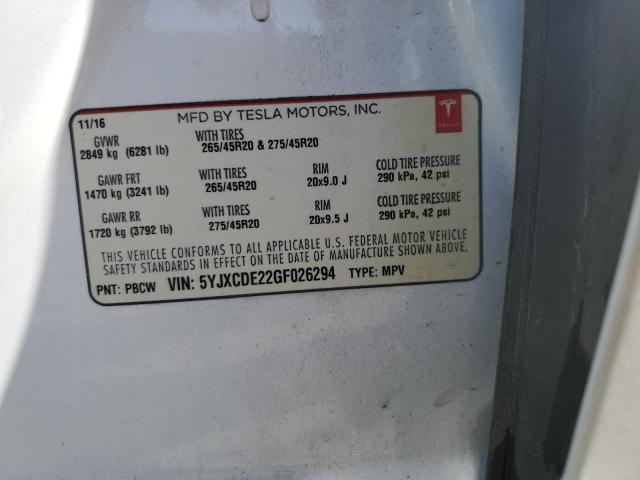 11/16 MFD BY TESLA MOTORS, INC.
GVWR WITH TIRES
2849 kg (6281 lb) 265/45R20 & 275/45R20
GAWR FRT WITH TIRES RIM COLD TIRE PRESSURE
1470 kg (3241 lb) 265/45R20 20x9.0 J 290 kPa, 42 psi
GAWR RR WITH TIRES RIM COLD TIRE PRESSURE
1720 kg (3792 lb) 275/45R20 20x9.5 J 290 kPa, 42 psi
THIS VEHICLE CONFORMS TO ALL APPLICABLE U.S. FEDERAL MOTOR VEHICLE
SAFETY STANDARDS IN EFFECT ON THE DATE OF MANUFACTURE SHOWN ABOVE.
PNT: PBCW VIN: 5YJXCDE22GF026294 TYPE: MPV
TESLA